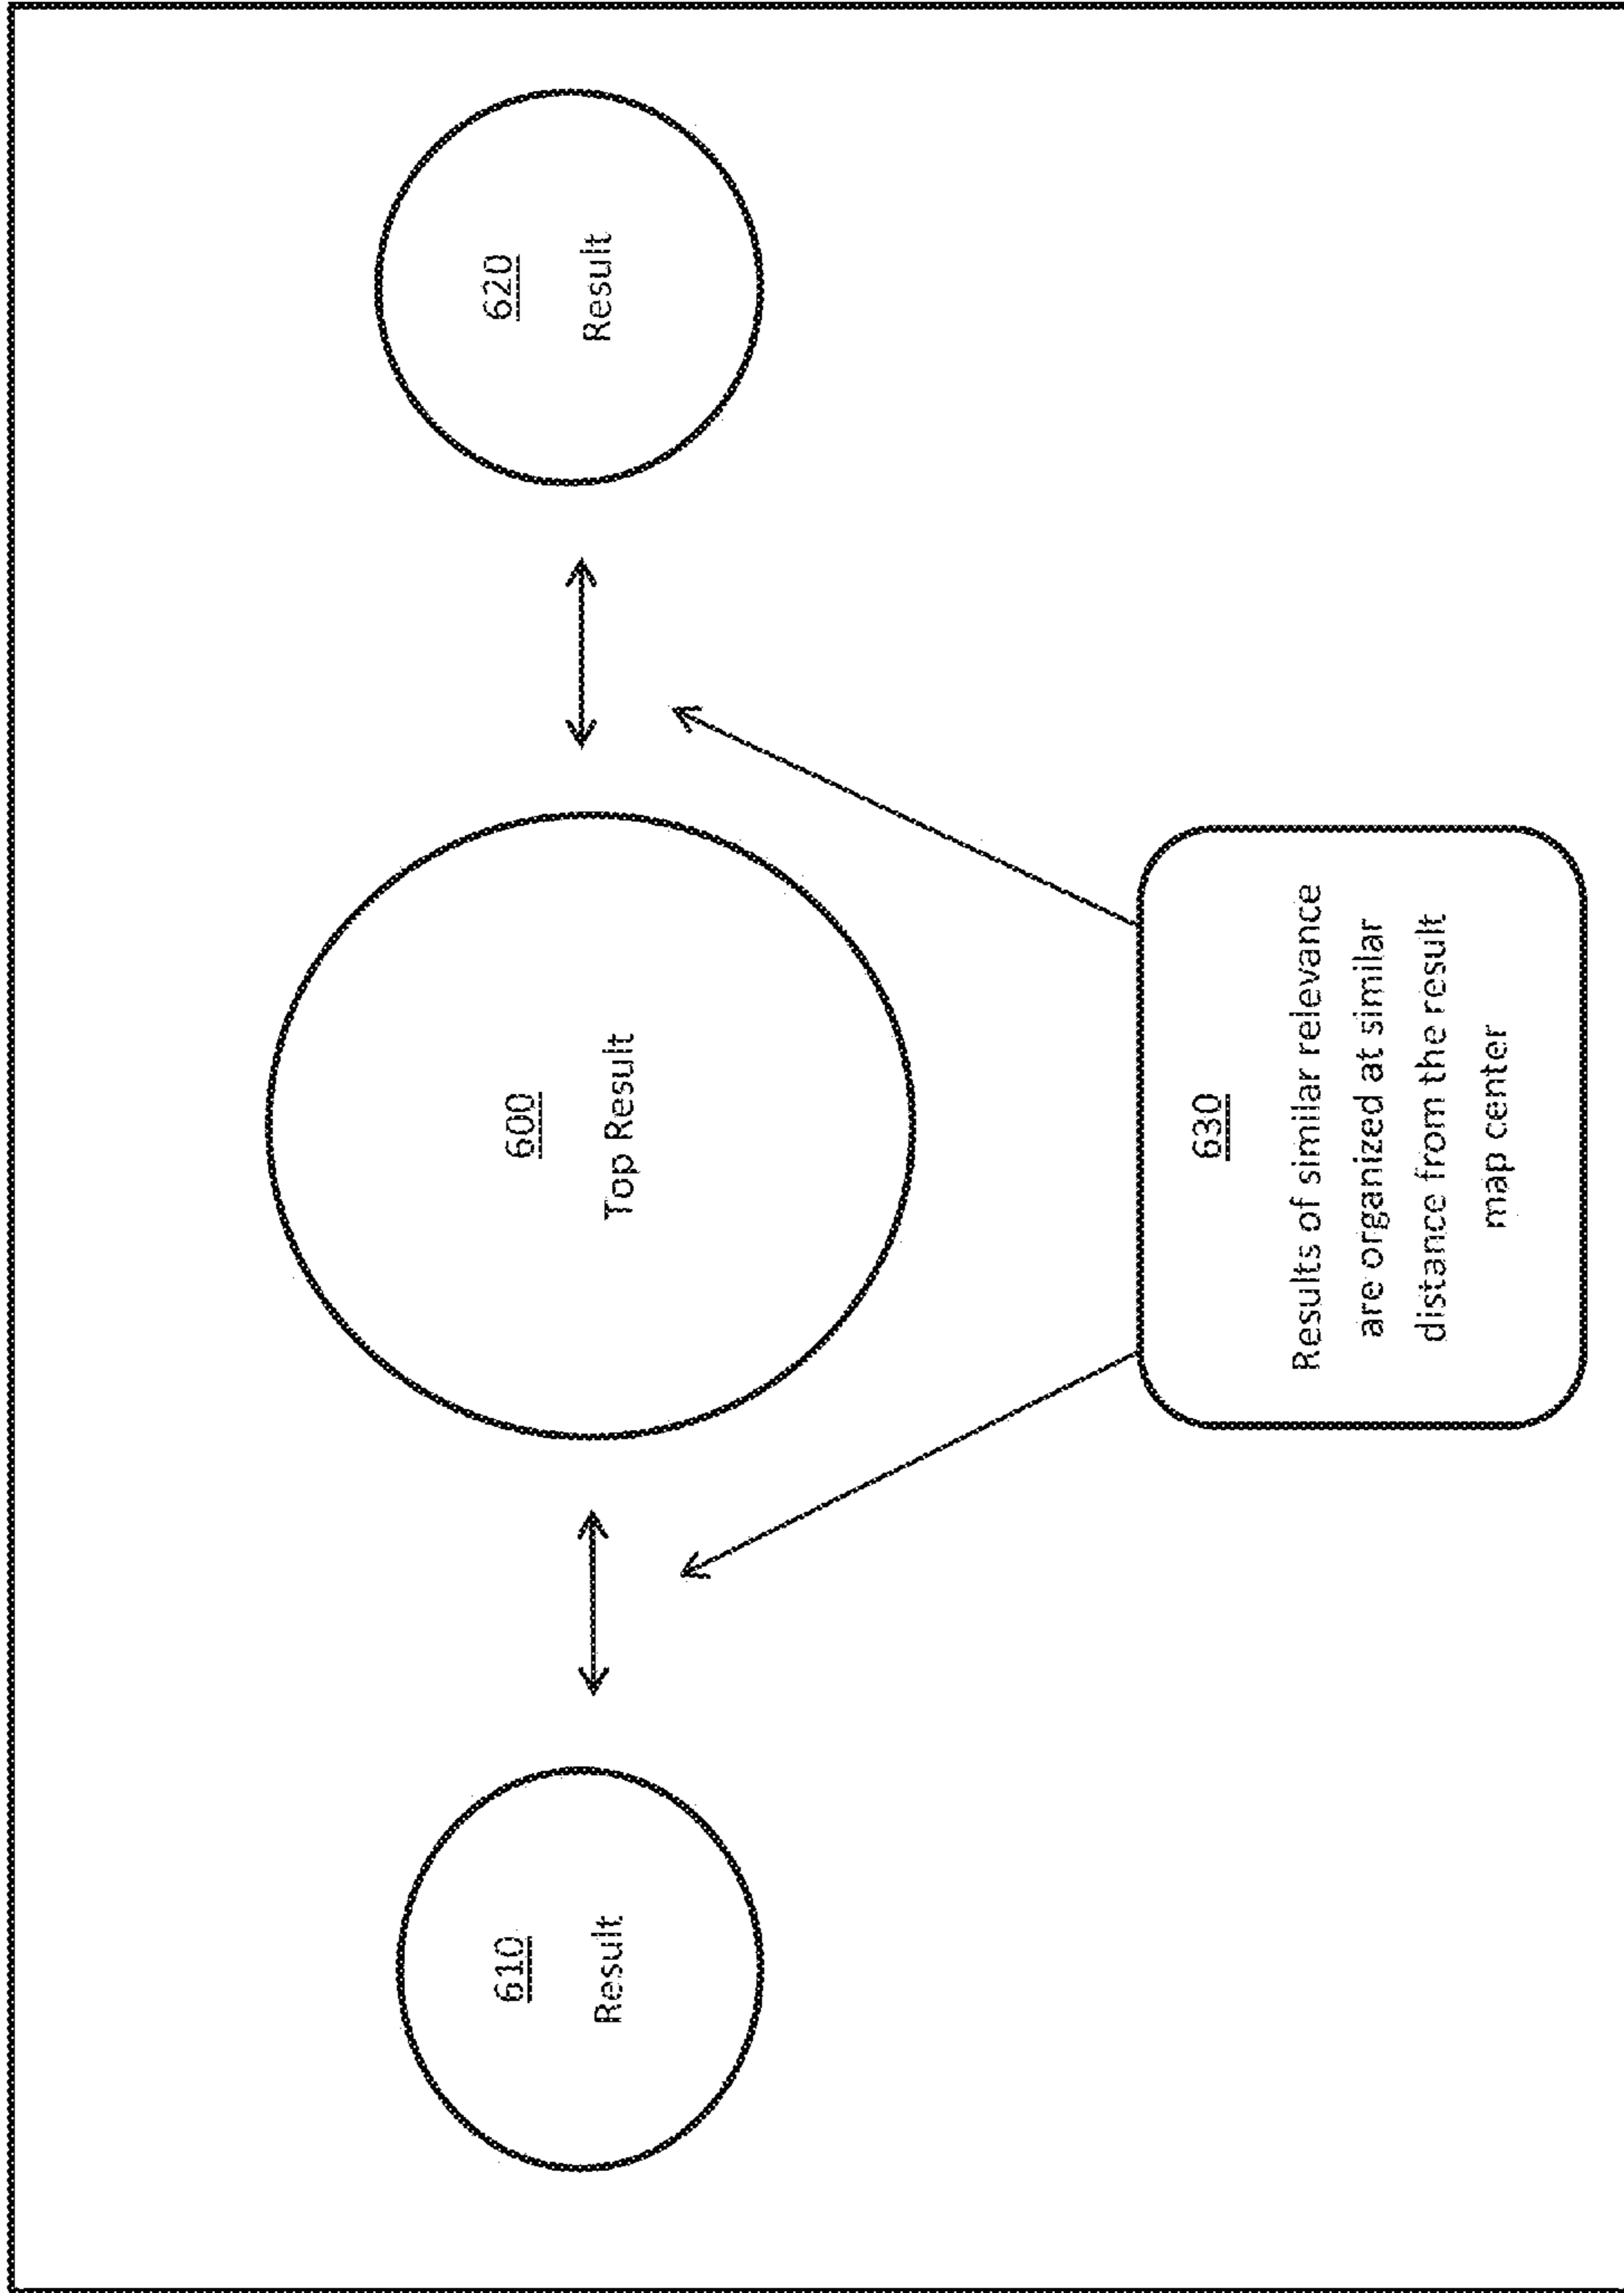 610
Result
600
Top Result
620
Result
630
Results of similar relevance
are organized at similar
distance from the result
map center